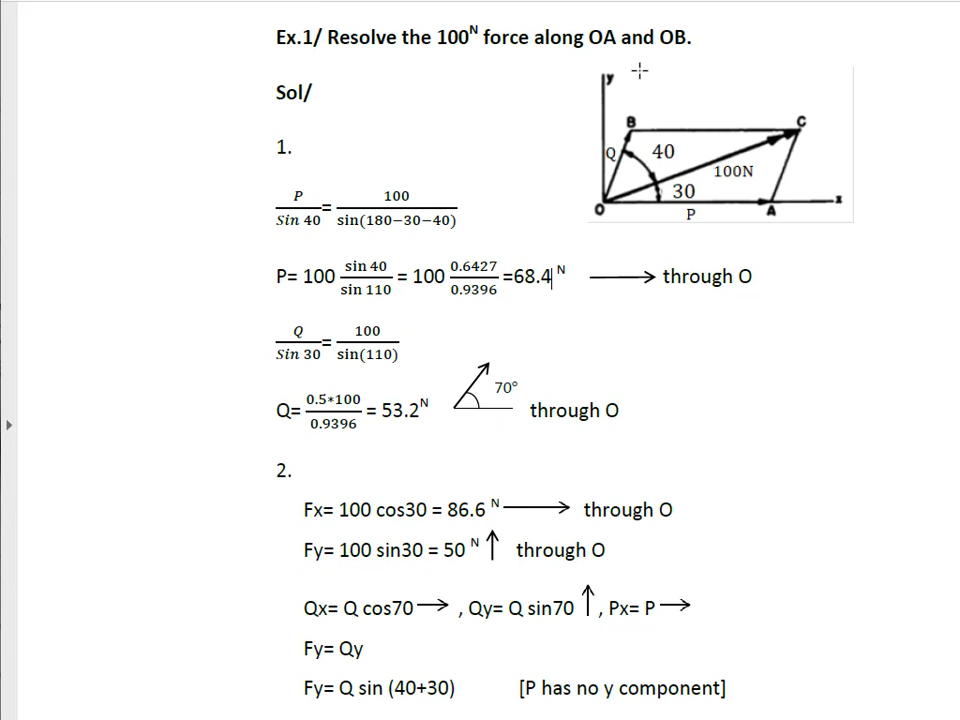 Ex.1/ Resolve the 100ᴺ force along OA and OB.
Sol/
y
B
C
Q
40
100N
30
O
P
A
x
1.
P/Sin 40 = 100/sin(180−30−40)
P= 100 sin 40/sin 110 = 100 0.6427/0.9396 =68.4 ᴺ ⟶ through O
Q/Sin 30 = 100/sin(110)
Q= 0.5*100/0.9396 = 53.2ᴺ 70° through O
2.
Fx= 100 cos30 = 86.6 ᴺ ⟶ through O
Fy= 100 sin30 = 50 ᴺ ↑ through O
Qx= Q cos70 → , Qy= Q sin70 ↑ , Px= P →
Fy= Qy
Fy= Q sin (40+30) [P has no y component]